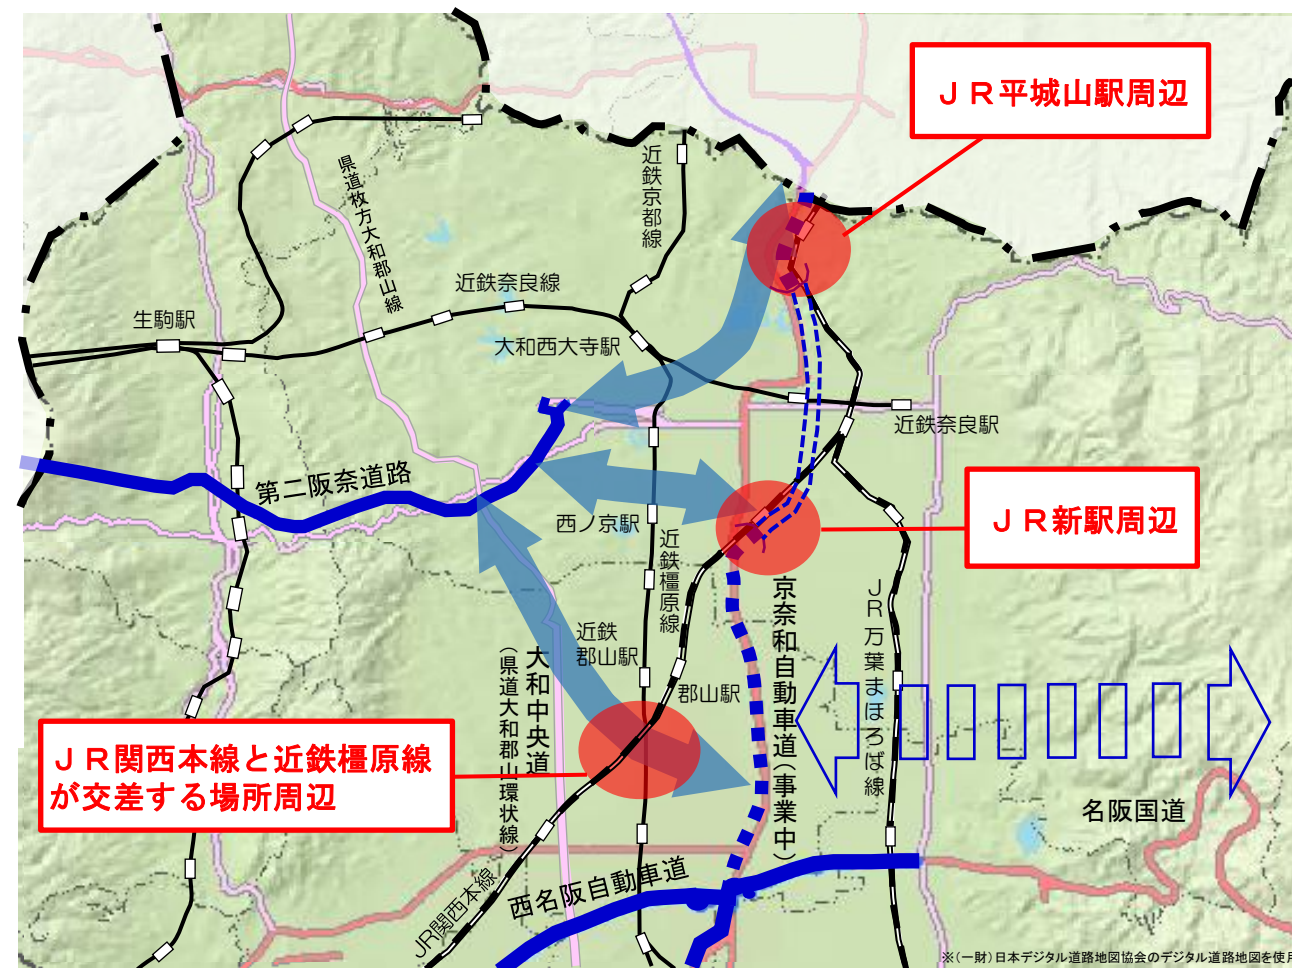 ＪＲ平城山駅周辺
県道枚方大和郡山線
近鉄京都線
近鉄奈良線
生駒駅
大和西大寺駅
近鉄奈良駅
第二阪奈道路
ＪＲ新駅周辺
西ノ京駅
近鉄橿原線
京奈和自動車道（事業中）
ＪＲ万葉まほろば線
近鉄
郡山駅
大和中央道
（県道大和郡山環状線）
郡山駅
ＪＲ関西本線と近鉄橿原線
が交差する場所周辺
名阪国道
西名阪自動車道
JR関西本線
※（一財）日本デジタル道路地図協会のデジタル道路地図を使用